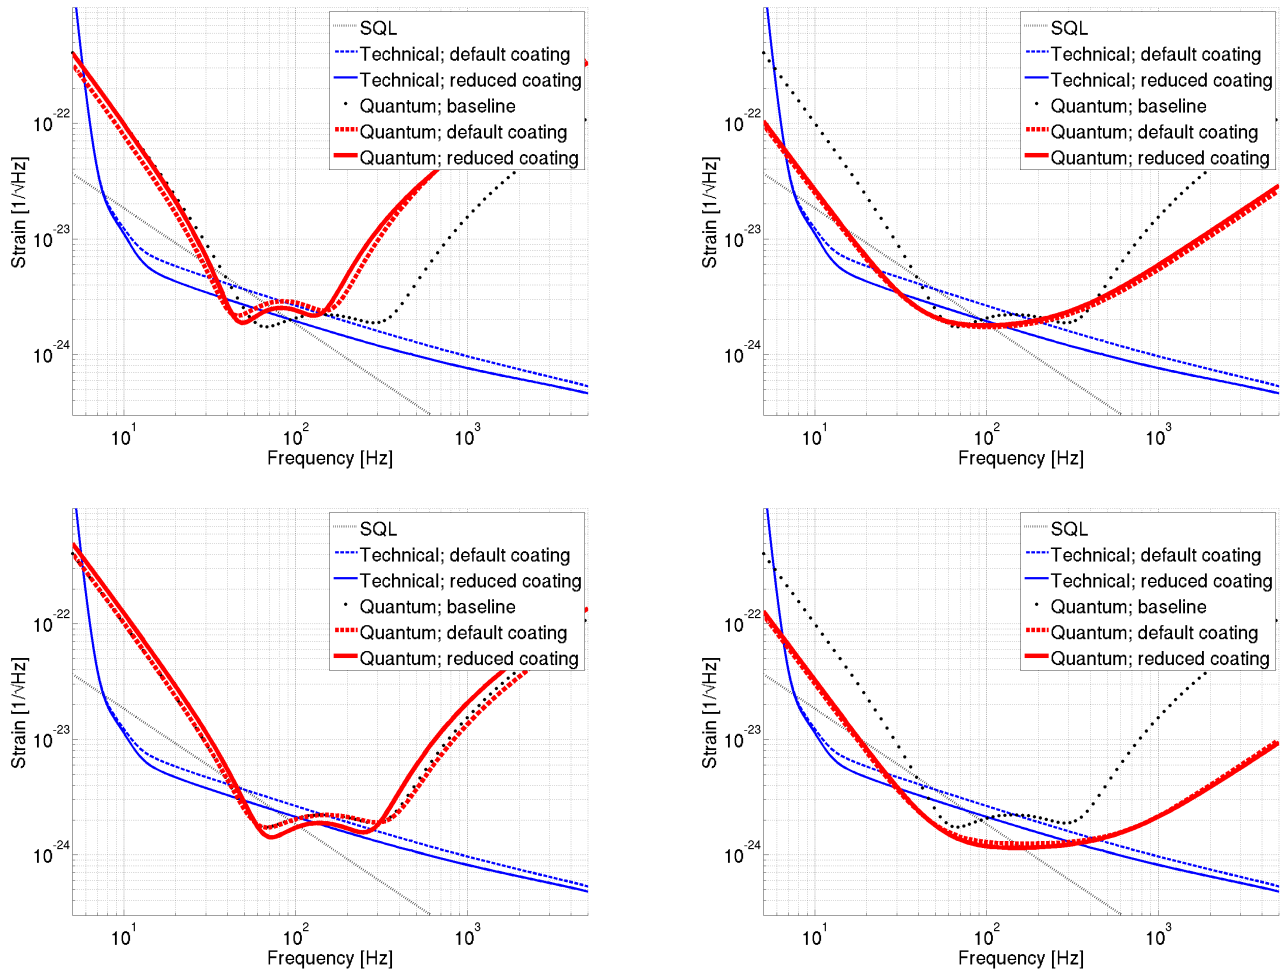 SQL
Technical; default coating
Technical; reduced coating
Quantum; baseline
Quantum; default coating
Quantum; reduced coating
10^-22
10^-23
10^-24
Strain [1/√Hz]
10^1
10^2
10^3
Frequency [Hz]
SQL
Technical; default coating
Technical; reduced coating
Quantum; baseline
Quantum; default coating
Quantum; reduced coating
10^-22
10^-23
10^-24
Strain [1/√Hz]
10^1
10^2
10^3
Frequency [Hz]
SQL
Technical; default coating
Technical; reduced coating
Quantum; baseline
Quantum; default coating
Quantum; reduced coating
10^-22
10^-23
10^-24
Strain [1/√Hz]
10^1
10^2
10^3
Frequency [Hz]
SQL
Technical; default coating
Technical; reduced coating
Quantum; baseline
Quantum; default coating
Quantum; reduced coating
10^-22
10^-23
10^-24
Strain [1/√Hz]
10^1
10^2
10^3
Frequency [Hz]